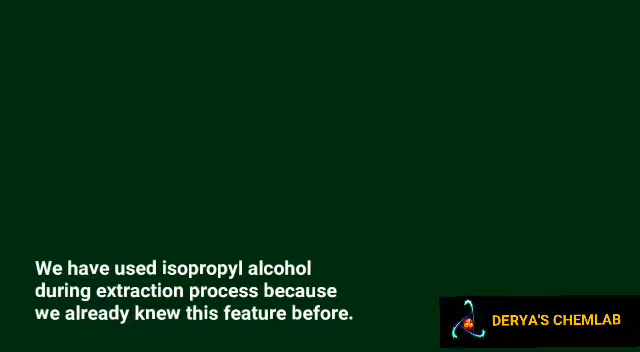 We have used isopropyl alcohol
during extraction process because
we already knew this feature before.
DERYA'S CHEMLAB